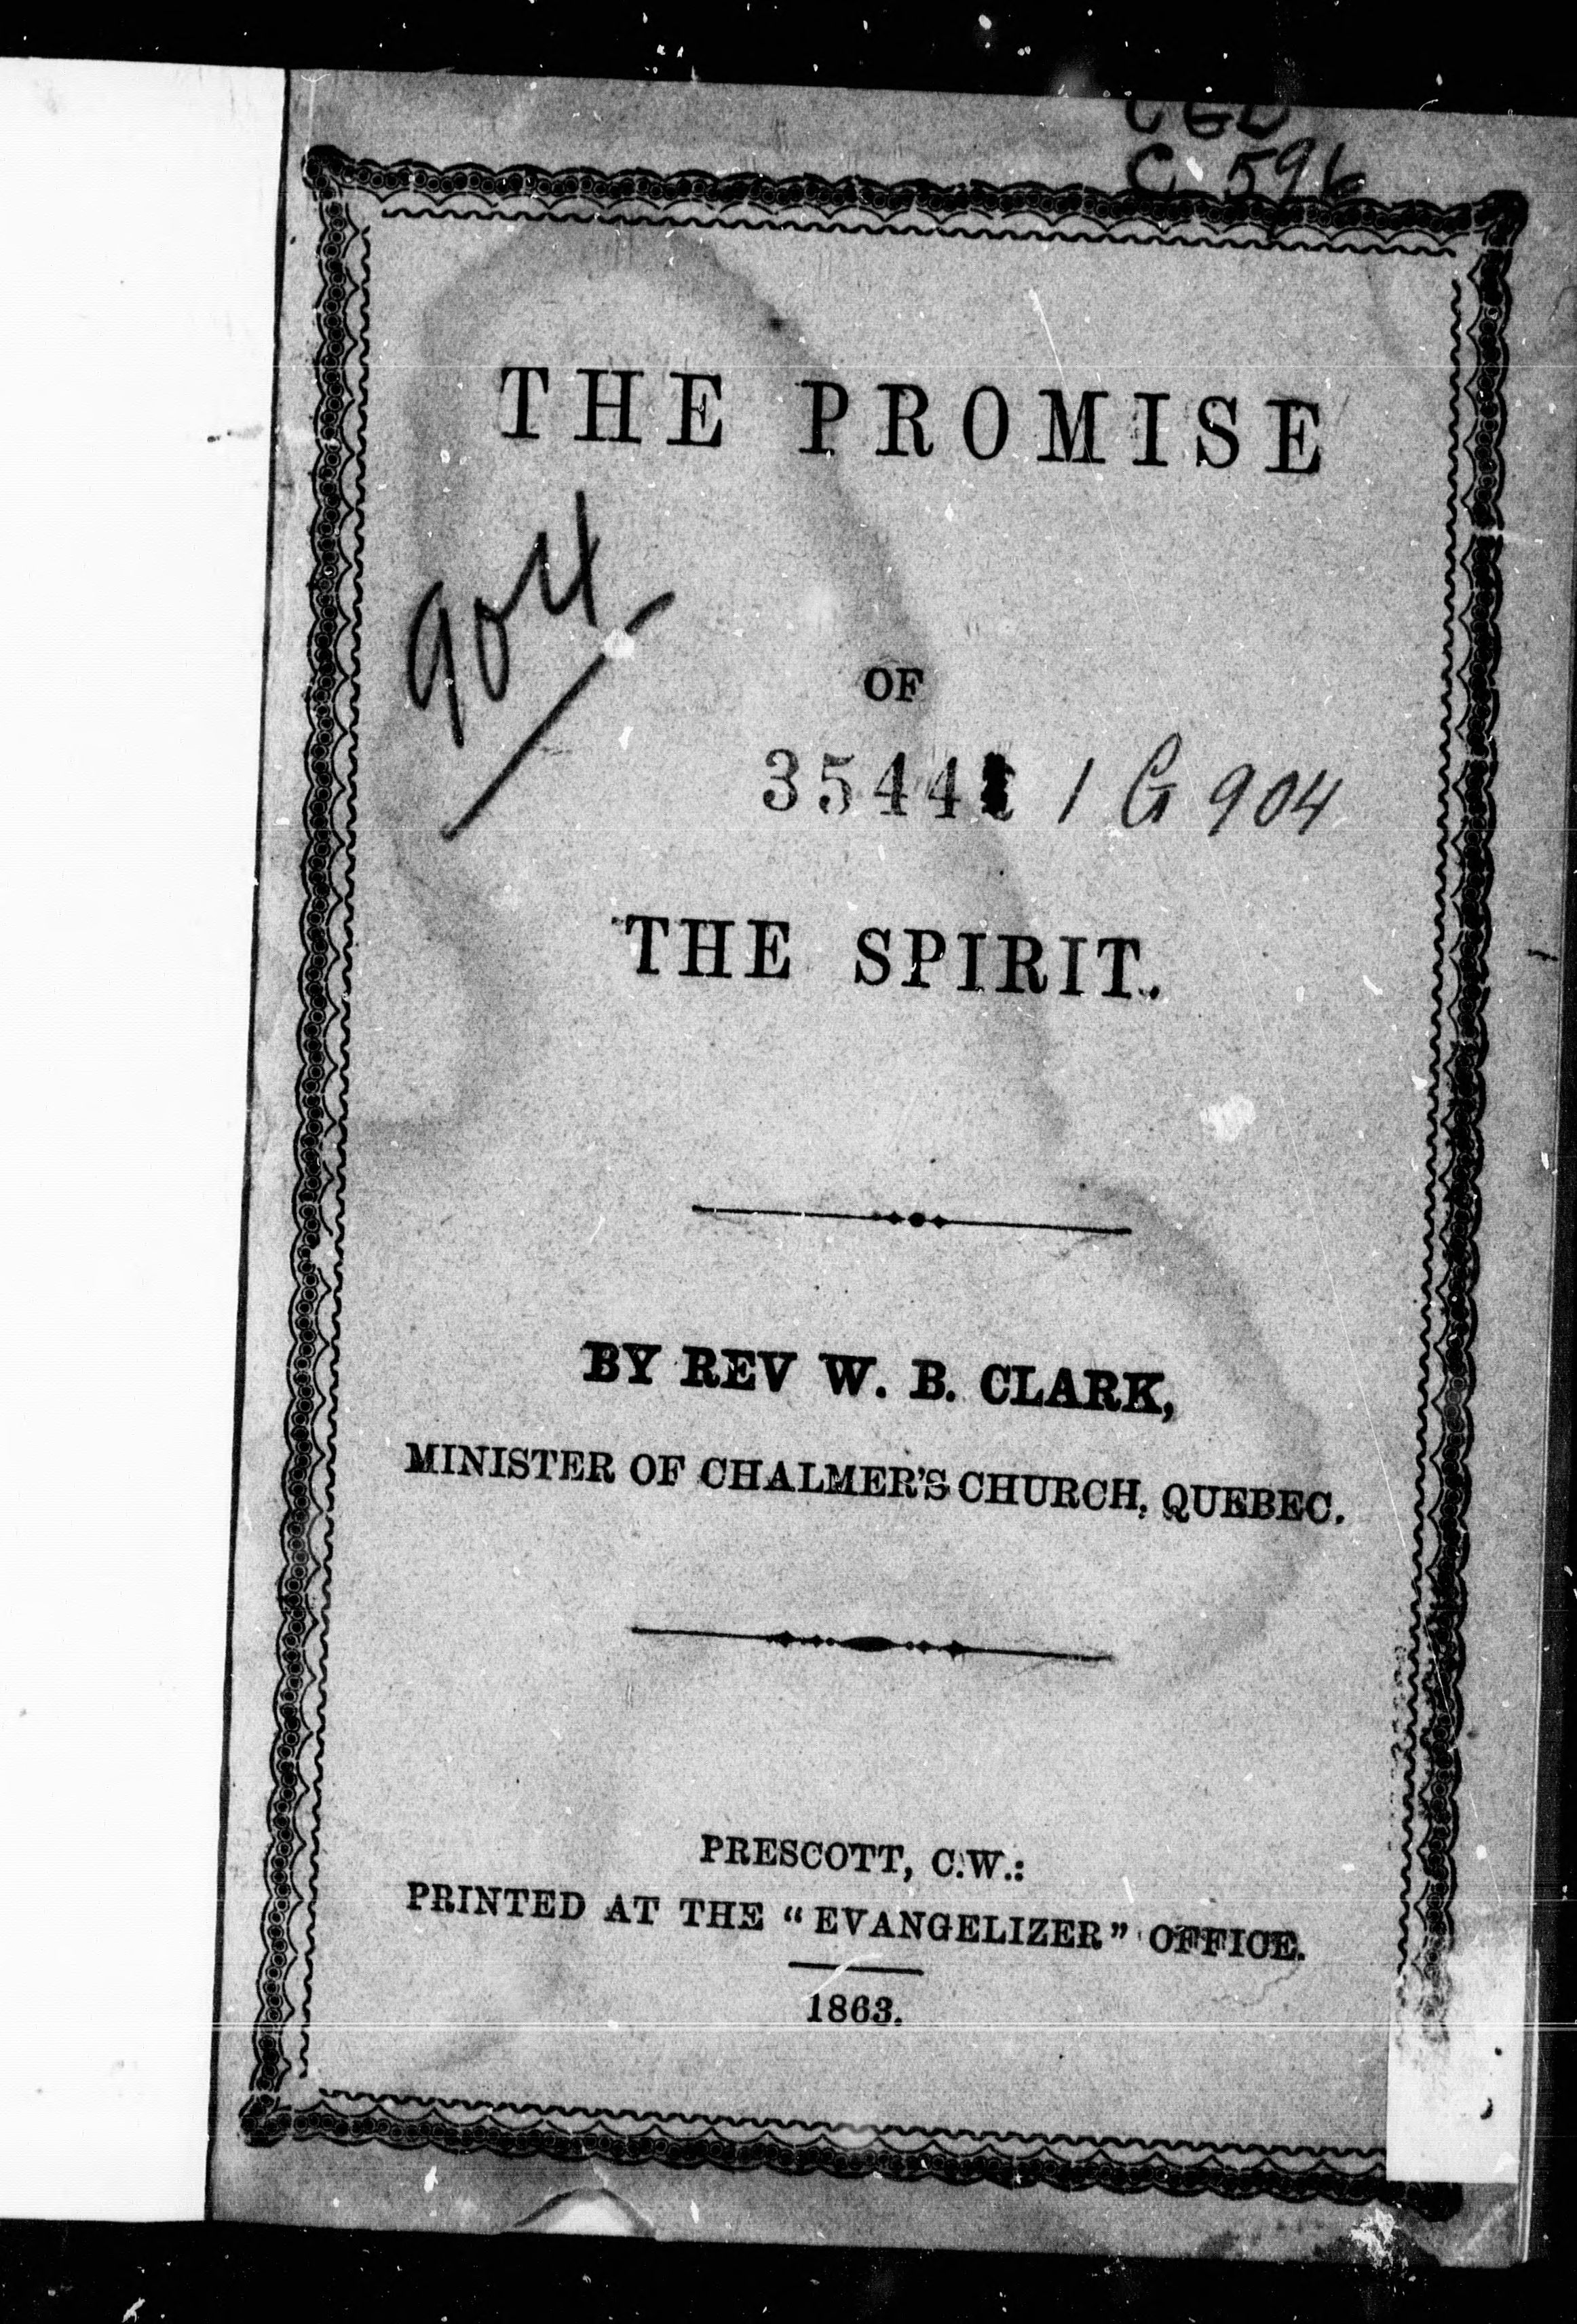 C 596
THE PROMISE
904
OF
3544 1 G 904
THE SPIRIT.
BY REV W. B. CLARK,
MINISTER OF CHALMER'S CHURCH, QUEBEC.
PRESCOTT, C.W.:
PRINTED AT THE "EVANGELIZER" OFFICE.
1863.